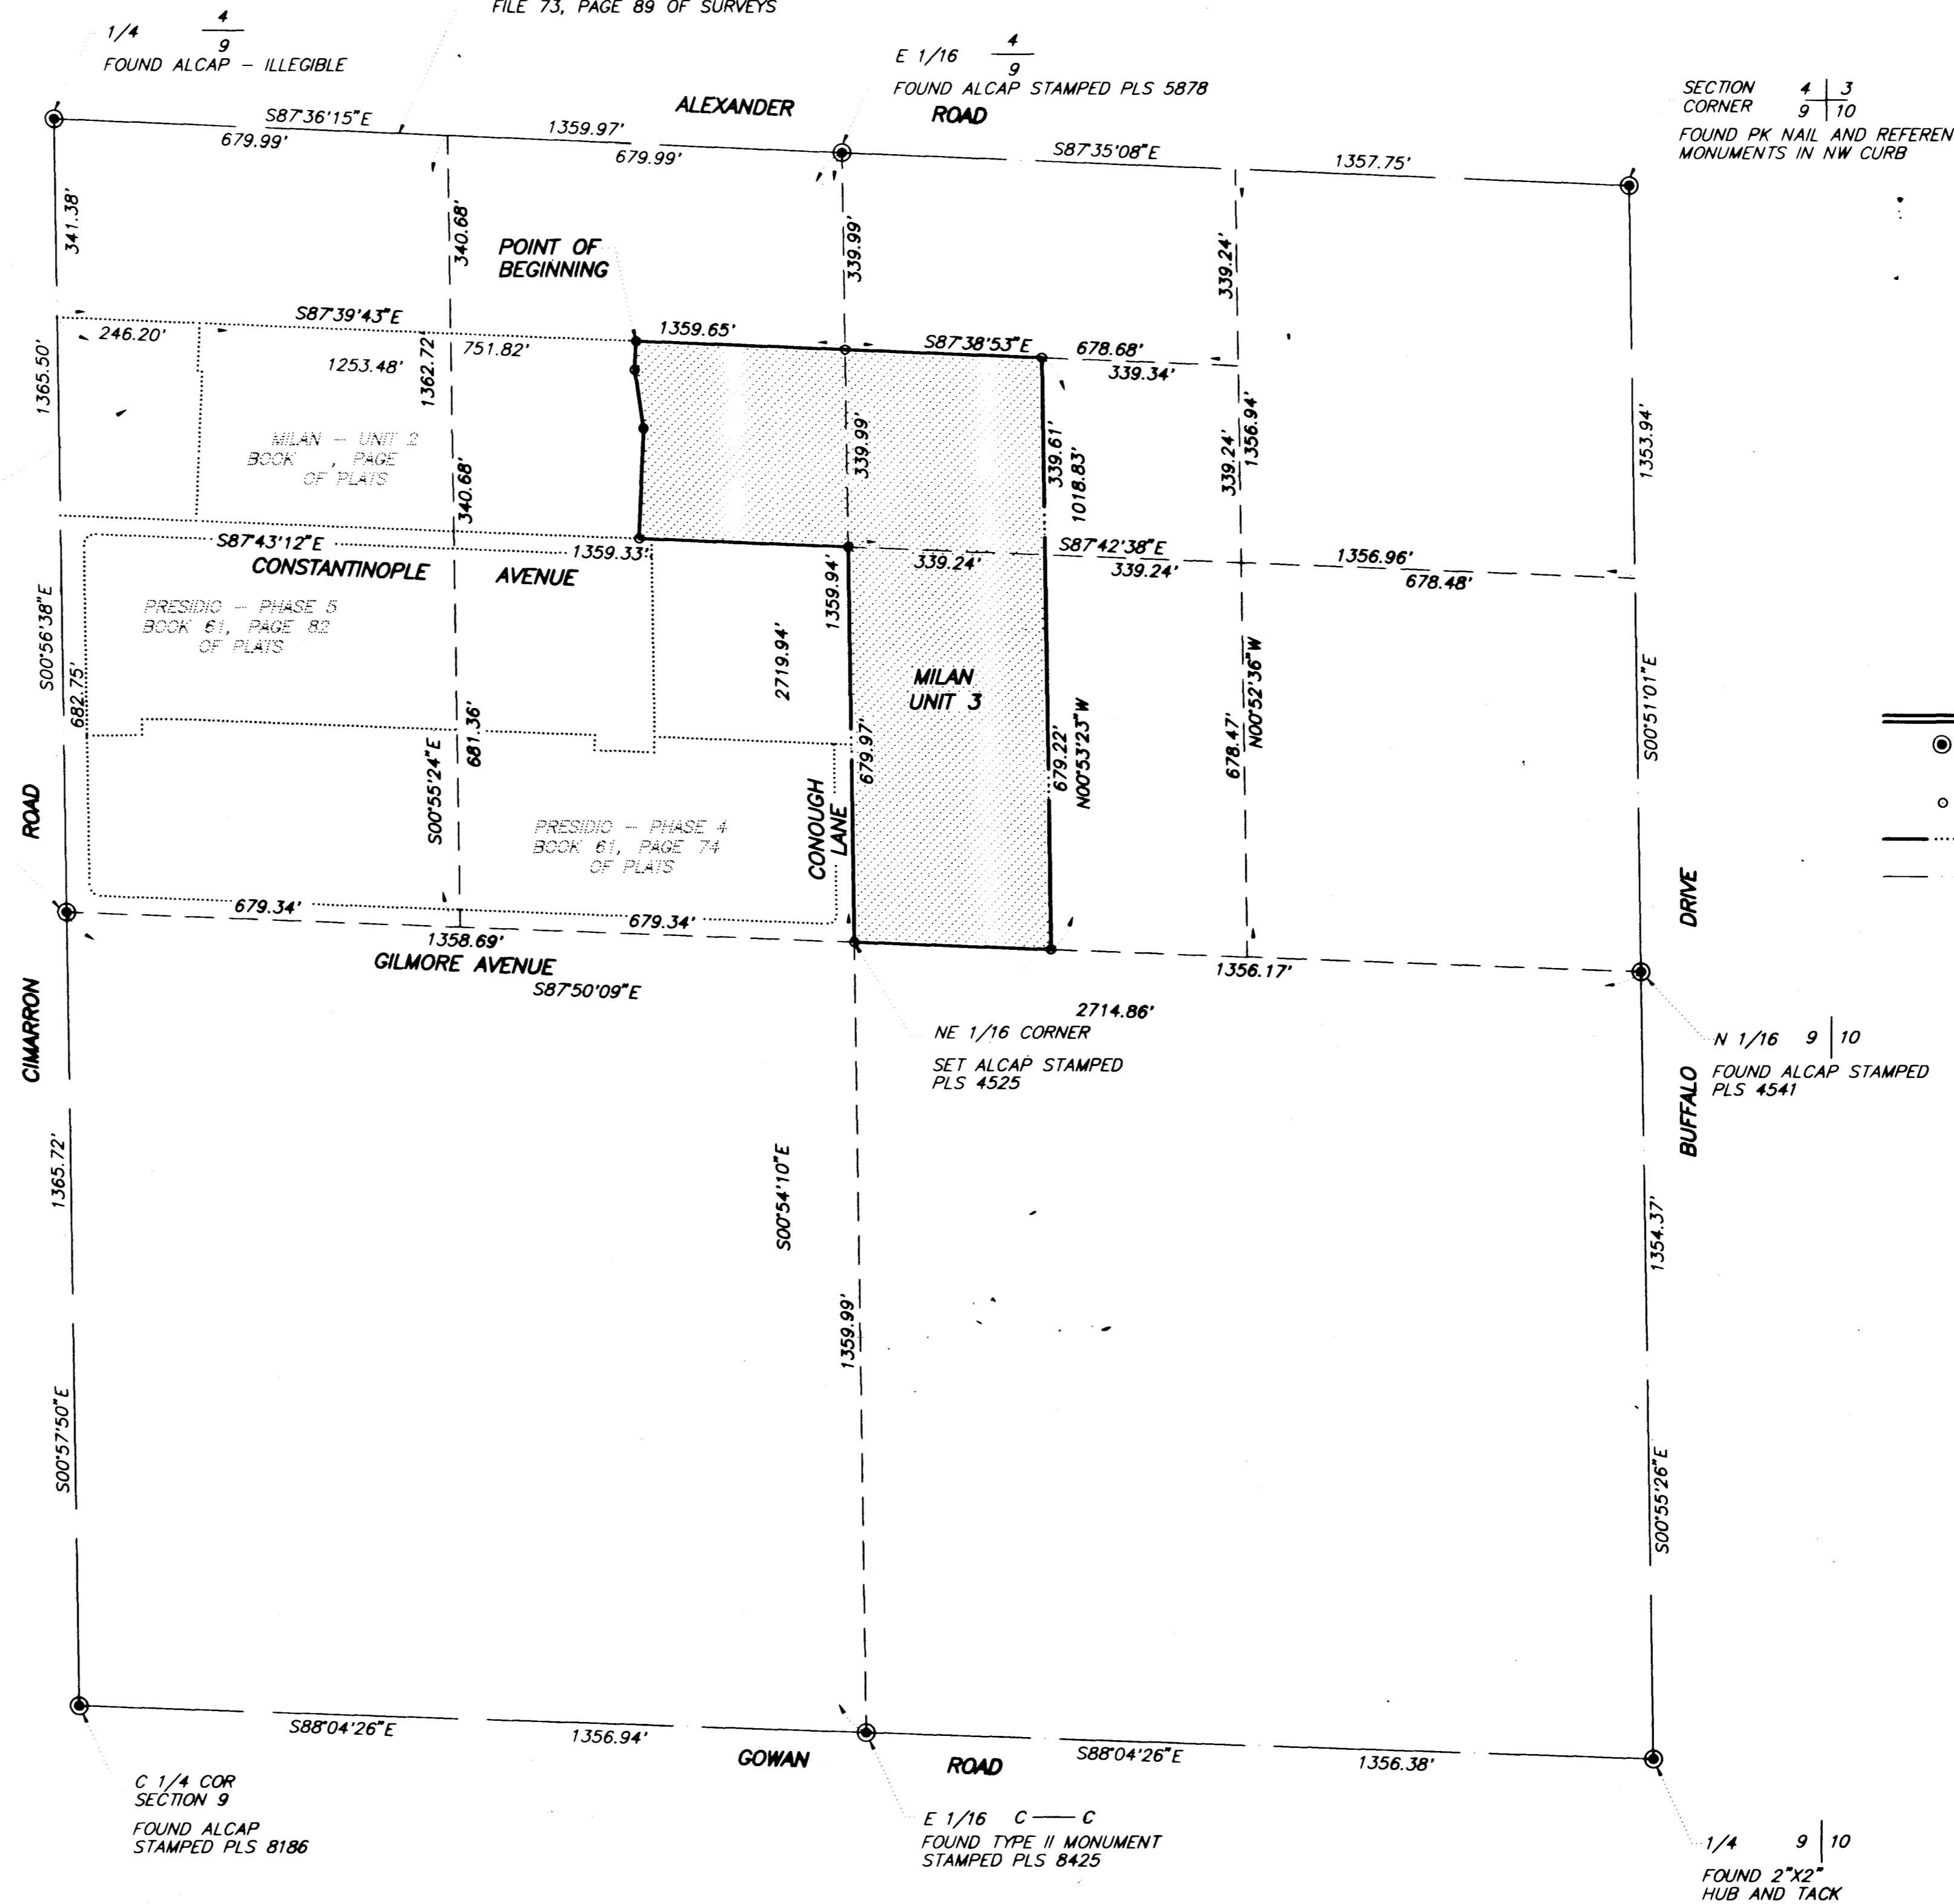 FILE 73, PAGE 89 OF SURVEYS
1/4 4
9
FOUND ALCAP - ILLEGIBLE
E 1/16 4
9
FOUND ALCAP STAMPED PLS 5878
SECTION 4 3
CORNER 9 10
FOUND PK NAIL AND REFEREN
MONUMENTS IN NW CURB
ALEXANDER ROAD
S87°36'15"E
1359.97'
679.99'
679.99'
S87°35'08"E
1357.75'
341.38'
340.68'
339.99'
339.24'
POINT OF
BEGINNING
S87°39'43"E
1359.65'
S87°38'53"E
678.68'
339.34'
246.20'
751.82'
1253.48'
1365.50'
1362.72'
339.99'
339.61'
1018.83'
339.24'
1356.94'
1353.94'
MILAN - UNIT 2
BOOK , PAGE
OF PLATS
340.68'
S87°43'12"E
1359.33'
S87°42'38"E
339.24'
339.24'
1356.96'
678.48'
CONSTANTINOPLE AVENUE
PRESIDIO - PHASE 5
BOOK 61, PAGE 82
OF PLATS
S00°56'38"E
682.75'
1359.94'
2719.94'
MILAN
UNIT 3
N00°52'36"W
S00°51'01"E
681.36'
S00°55'24"E
679.97'
679.22'
N00°53'23"W
678.47'
CONOUGH
LANE
PRESIDIO - PHASE 4
BOOK 61, PAGE 74
OF PLATS
CIMARRON ROAD
BUFFALO DRIVE
679.34'
679.34'
1358.69'
GILMORE AVENUE
S87°50'09"E
1356.17'
2714.86'
NE 1/16 CORNER
SET ALCAP STAMPED
PLS 4525
N 1/16 9 10
FOUND ALCAP STAMPED
PLS 4541
1365.72'
S00°54'10"E
1354.37'
1359.99'
S00°57'50"E
S00°55'26"E
S88°04'26"E
1356.94'
GOWAN ROAD
S88°04'26"E
1356.38'
C 1/4 COR
SECTION 9
FOUND ALCAP
STAMPED PLS 8186
E 1/16 C — C
FOUND TYPE II MONUMENT
STAMPED PLS 8425
1/4 9 10
FOUND 2"X2"
HUB AND TACK